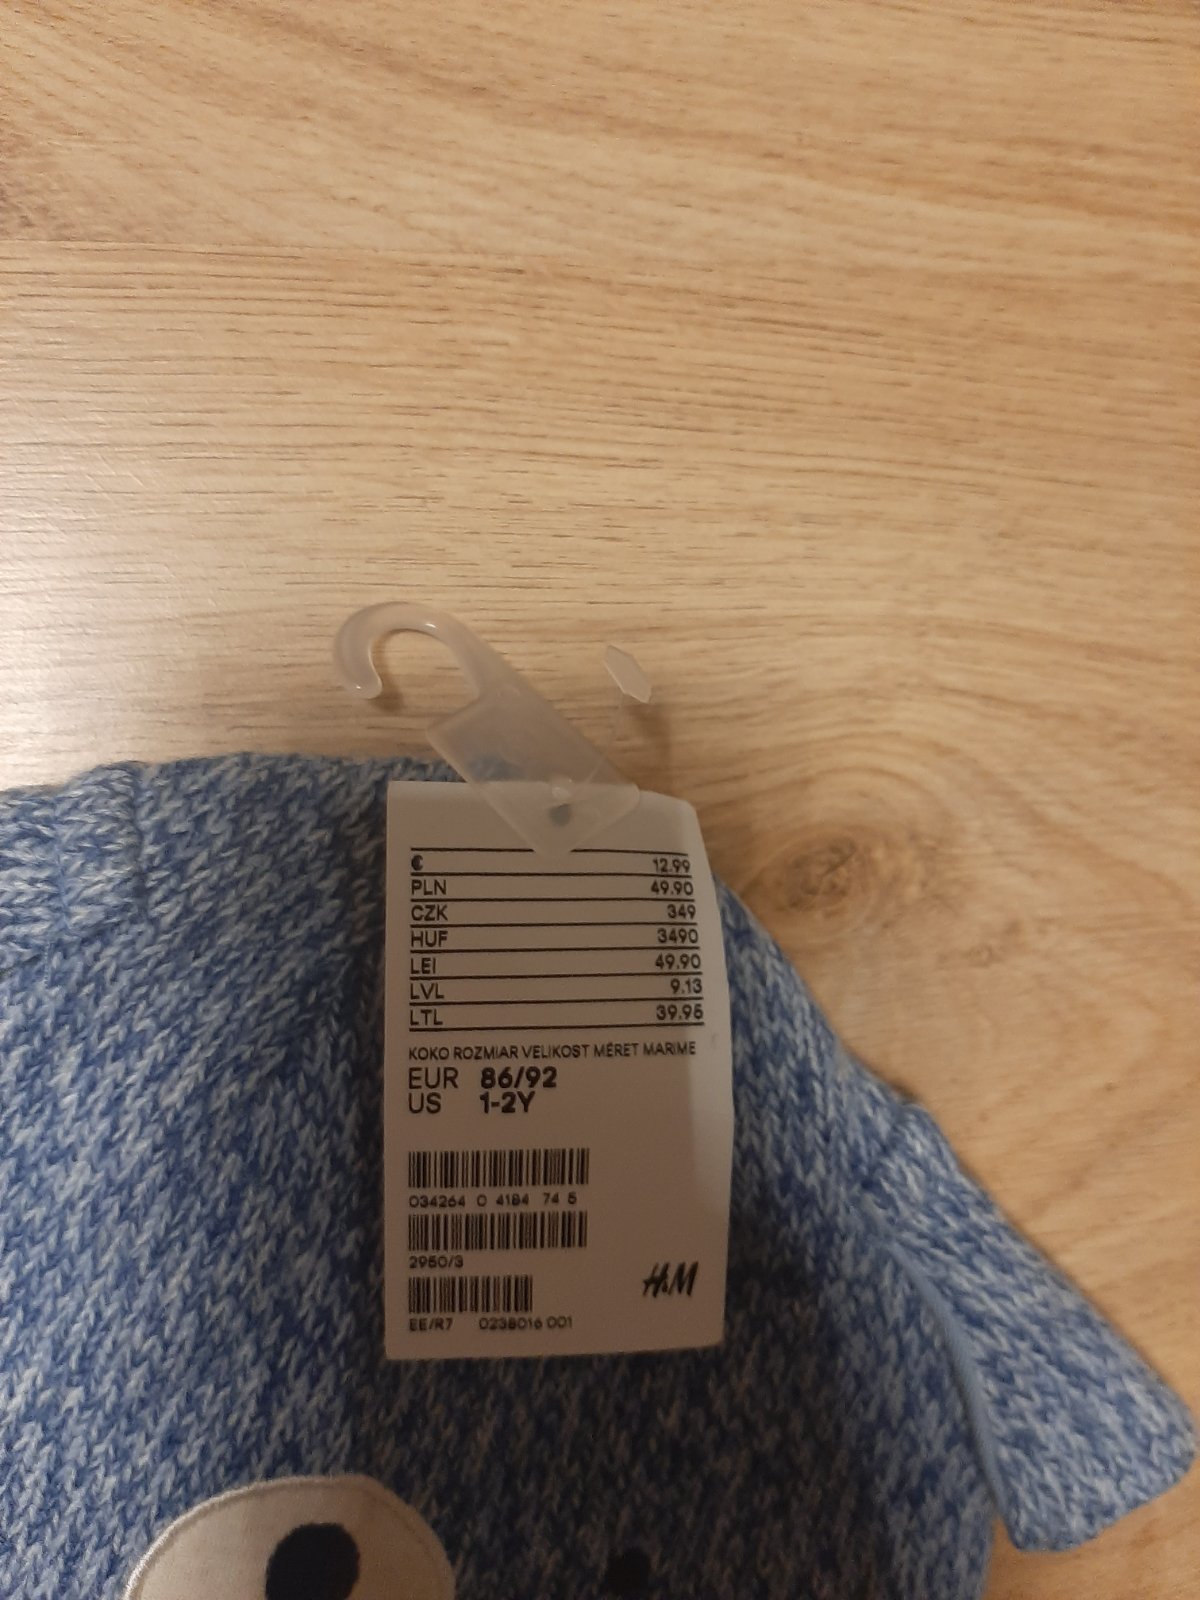 € 12.99
PLN 49.90
CZK 349
HUF 3490
LEI 49.90
LVL 9.13
LTL 39.95
KOKO ROZMIAR VELIKOST MÉRET MARIME
EUR 86/92
US 1-2Y
034264 0 4184 74 5
2950/3
H&M
EE/R7 0238016 001